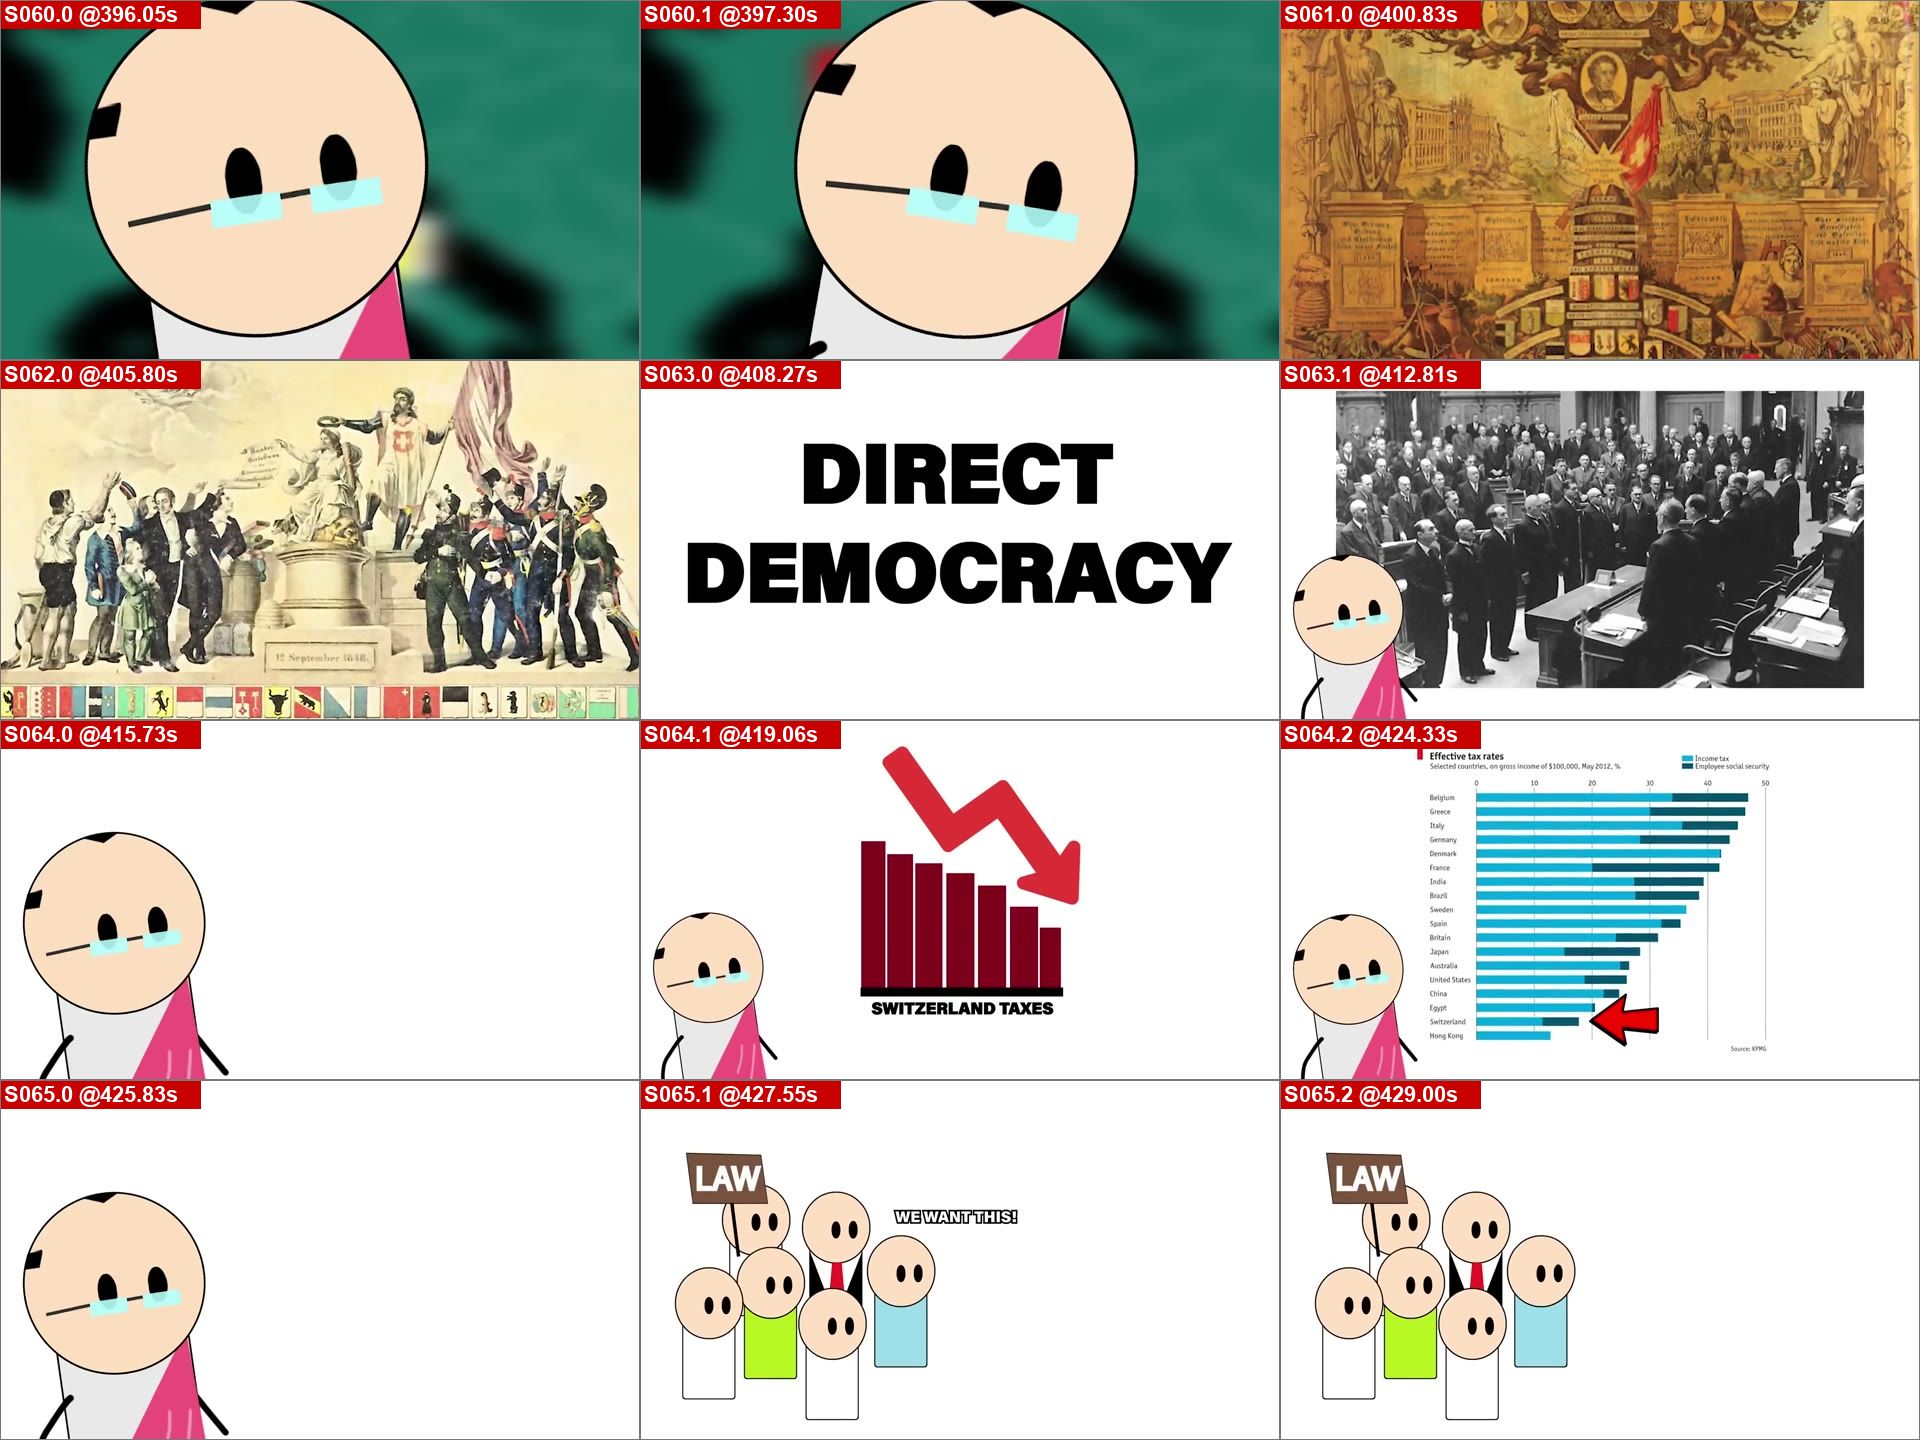 S060.0 @396.05s
S060.1 @397.30s
S061.0 @400.83s
S062.0 @405.80s
12 September 1848.
S063.0 @408.27s
DIRECT
DEMOCRACY
S063.1 @412.81s
S064.0 @415.73s
S064.1 @419.06s
SWITZERLAND TAXES
S064.2 @424.33s
Effective tax rates
Selected countries, on gross income of $100,000, May 2012, %
Income tax
Employee social security
0 10 20 30 40 50
Belgium
Greece
Italy
Germany
Denmark
France
India
Brazil
Sweden
Spain
Britain
Japan
Australia
United States
China
Egypt
Switzerland
Hong Kong
Source: KPMG
S065.0 @425.83s
S065.1 @427.55s
LAW
WE WANT THIS!
S065.2 @429.00s
LAW